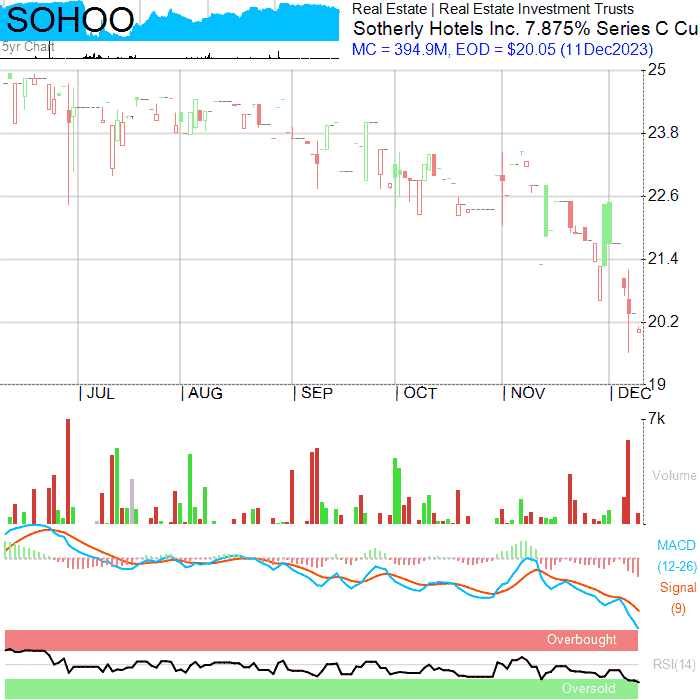 SOHOO
Real Estate | Real Estate Investment Trusts
Sotherly Hotels Inc. 7.875% Series C Cu
5yr Chart
MC = 394.9M, EOD = $20.05 (11Dec2023)
25
23.8
22.6
21.4
20.2
19
JUL AUG SEP OCT NOV DEC
7k
Volume
MACD
(12-26)
Signal
(9)
Overbought
RSI(14)
Oversold